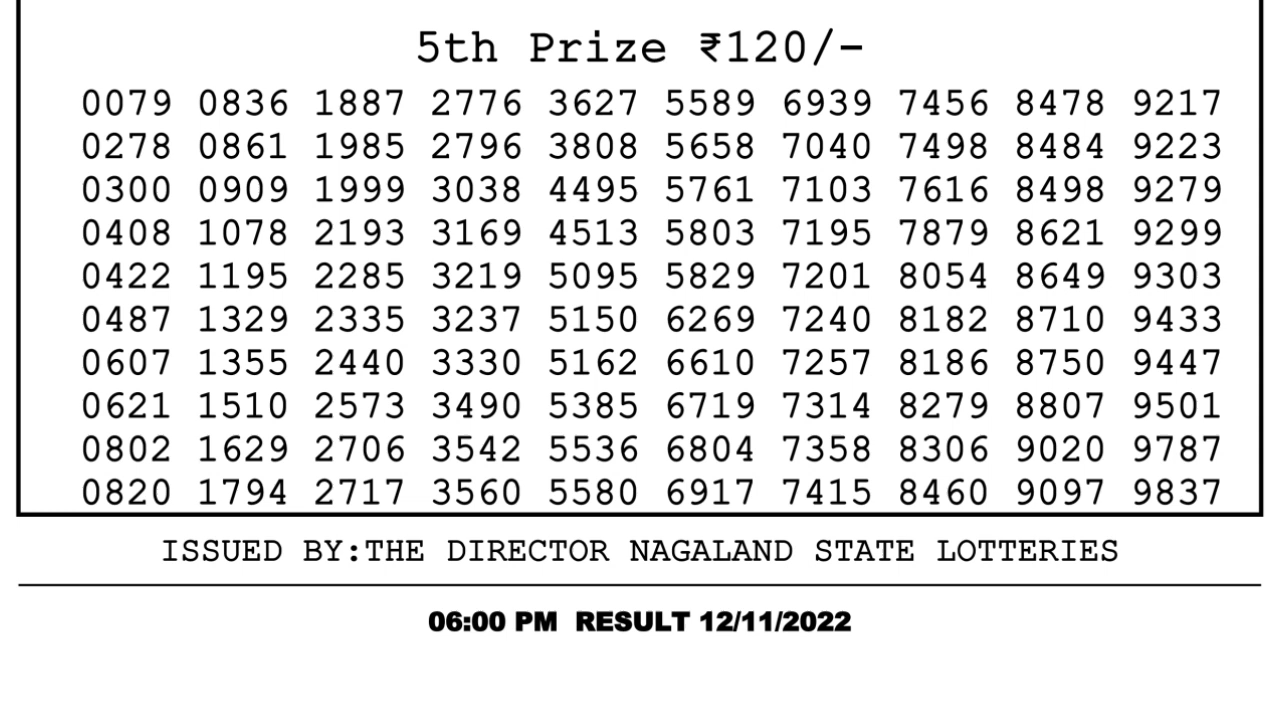 5th Prize ₹120/-
0079 0836 1887 2776 3627 5589 6939 7456 8478 9217
0278 0861 1985 2796 3808 5658 7040 7498 8484 9223
0300 0909 1999 3038 4495 5761 7103 7616 8498 9279
0408 1078 2193 3169 4513 5803 7195 7879 8621 9299
0422 1195 2285 3219 5095 5829 7201 8054 8649 9303
0487 1329 2335 3237 5150 6269 7240 8182 8710 9433
0607 1355 2440 3330 5162 6610 7257 8186 8750 9447
0621 1510 2573 3490 5385 6719 7314 8279 8807 9501
0802 1629 2706 3542 5536 6804 7358 8306 9020 9787
0820 1794 2717 3560 5580 6917 7415 8460 9097 9837
ISSUED BY:THE DIRECTOR NAGALAND STATE LOTTERIES
06:00 PM RESULT 12/11/2022